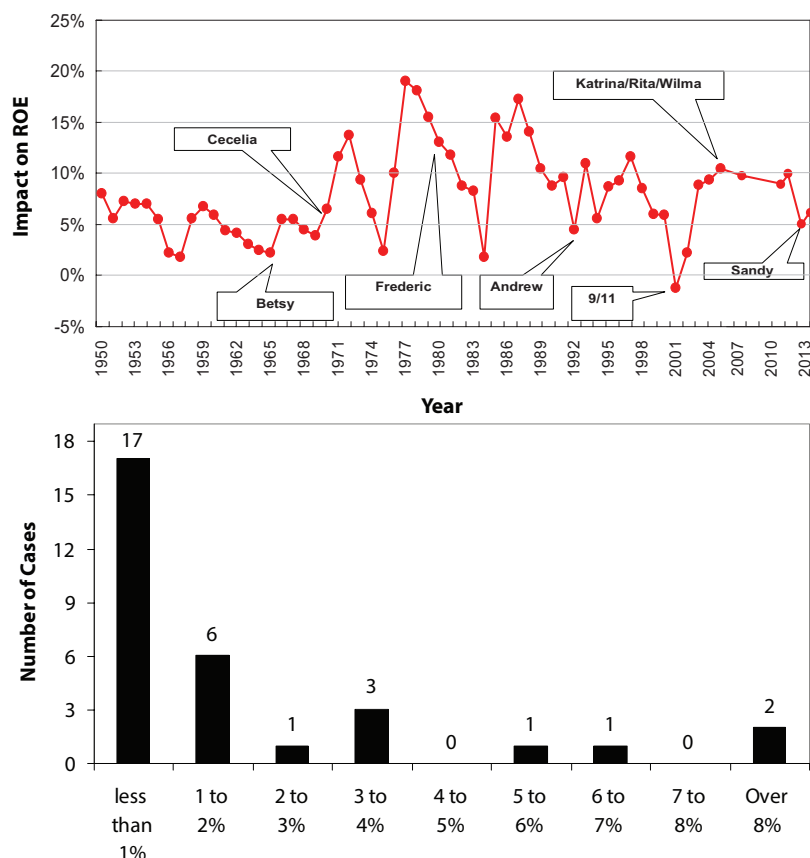 25%
20%
15%
10%
5%
0%
-5%
Impact on ROE
Cecelia
Katrina/Rita/Wilma
Betsy
Frederic
Andrew
9/11
Sandy
1950
1953
1956
1959
1962
1965
1968
1971
1974
1977
1980
1983
1986
1989
1992
1995
1998
2001
2004
2007
2010
2013
Year
Number of Cases
18
15
12
9
6
3
0
17
6
1
3
0
1
1
0
2
less than 1%
1 to 2%
2 to 3%
3 to 4%
4 to 5%
5 to 6%
6 to 7%
7 to 8%
Over 8%